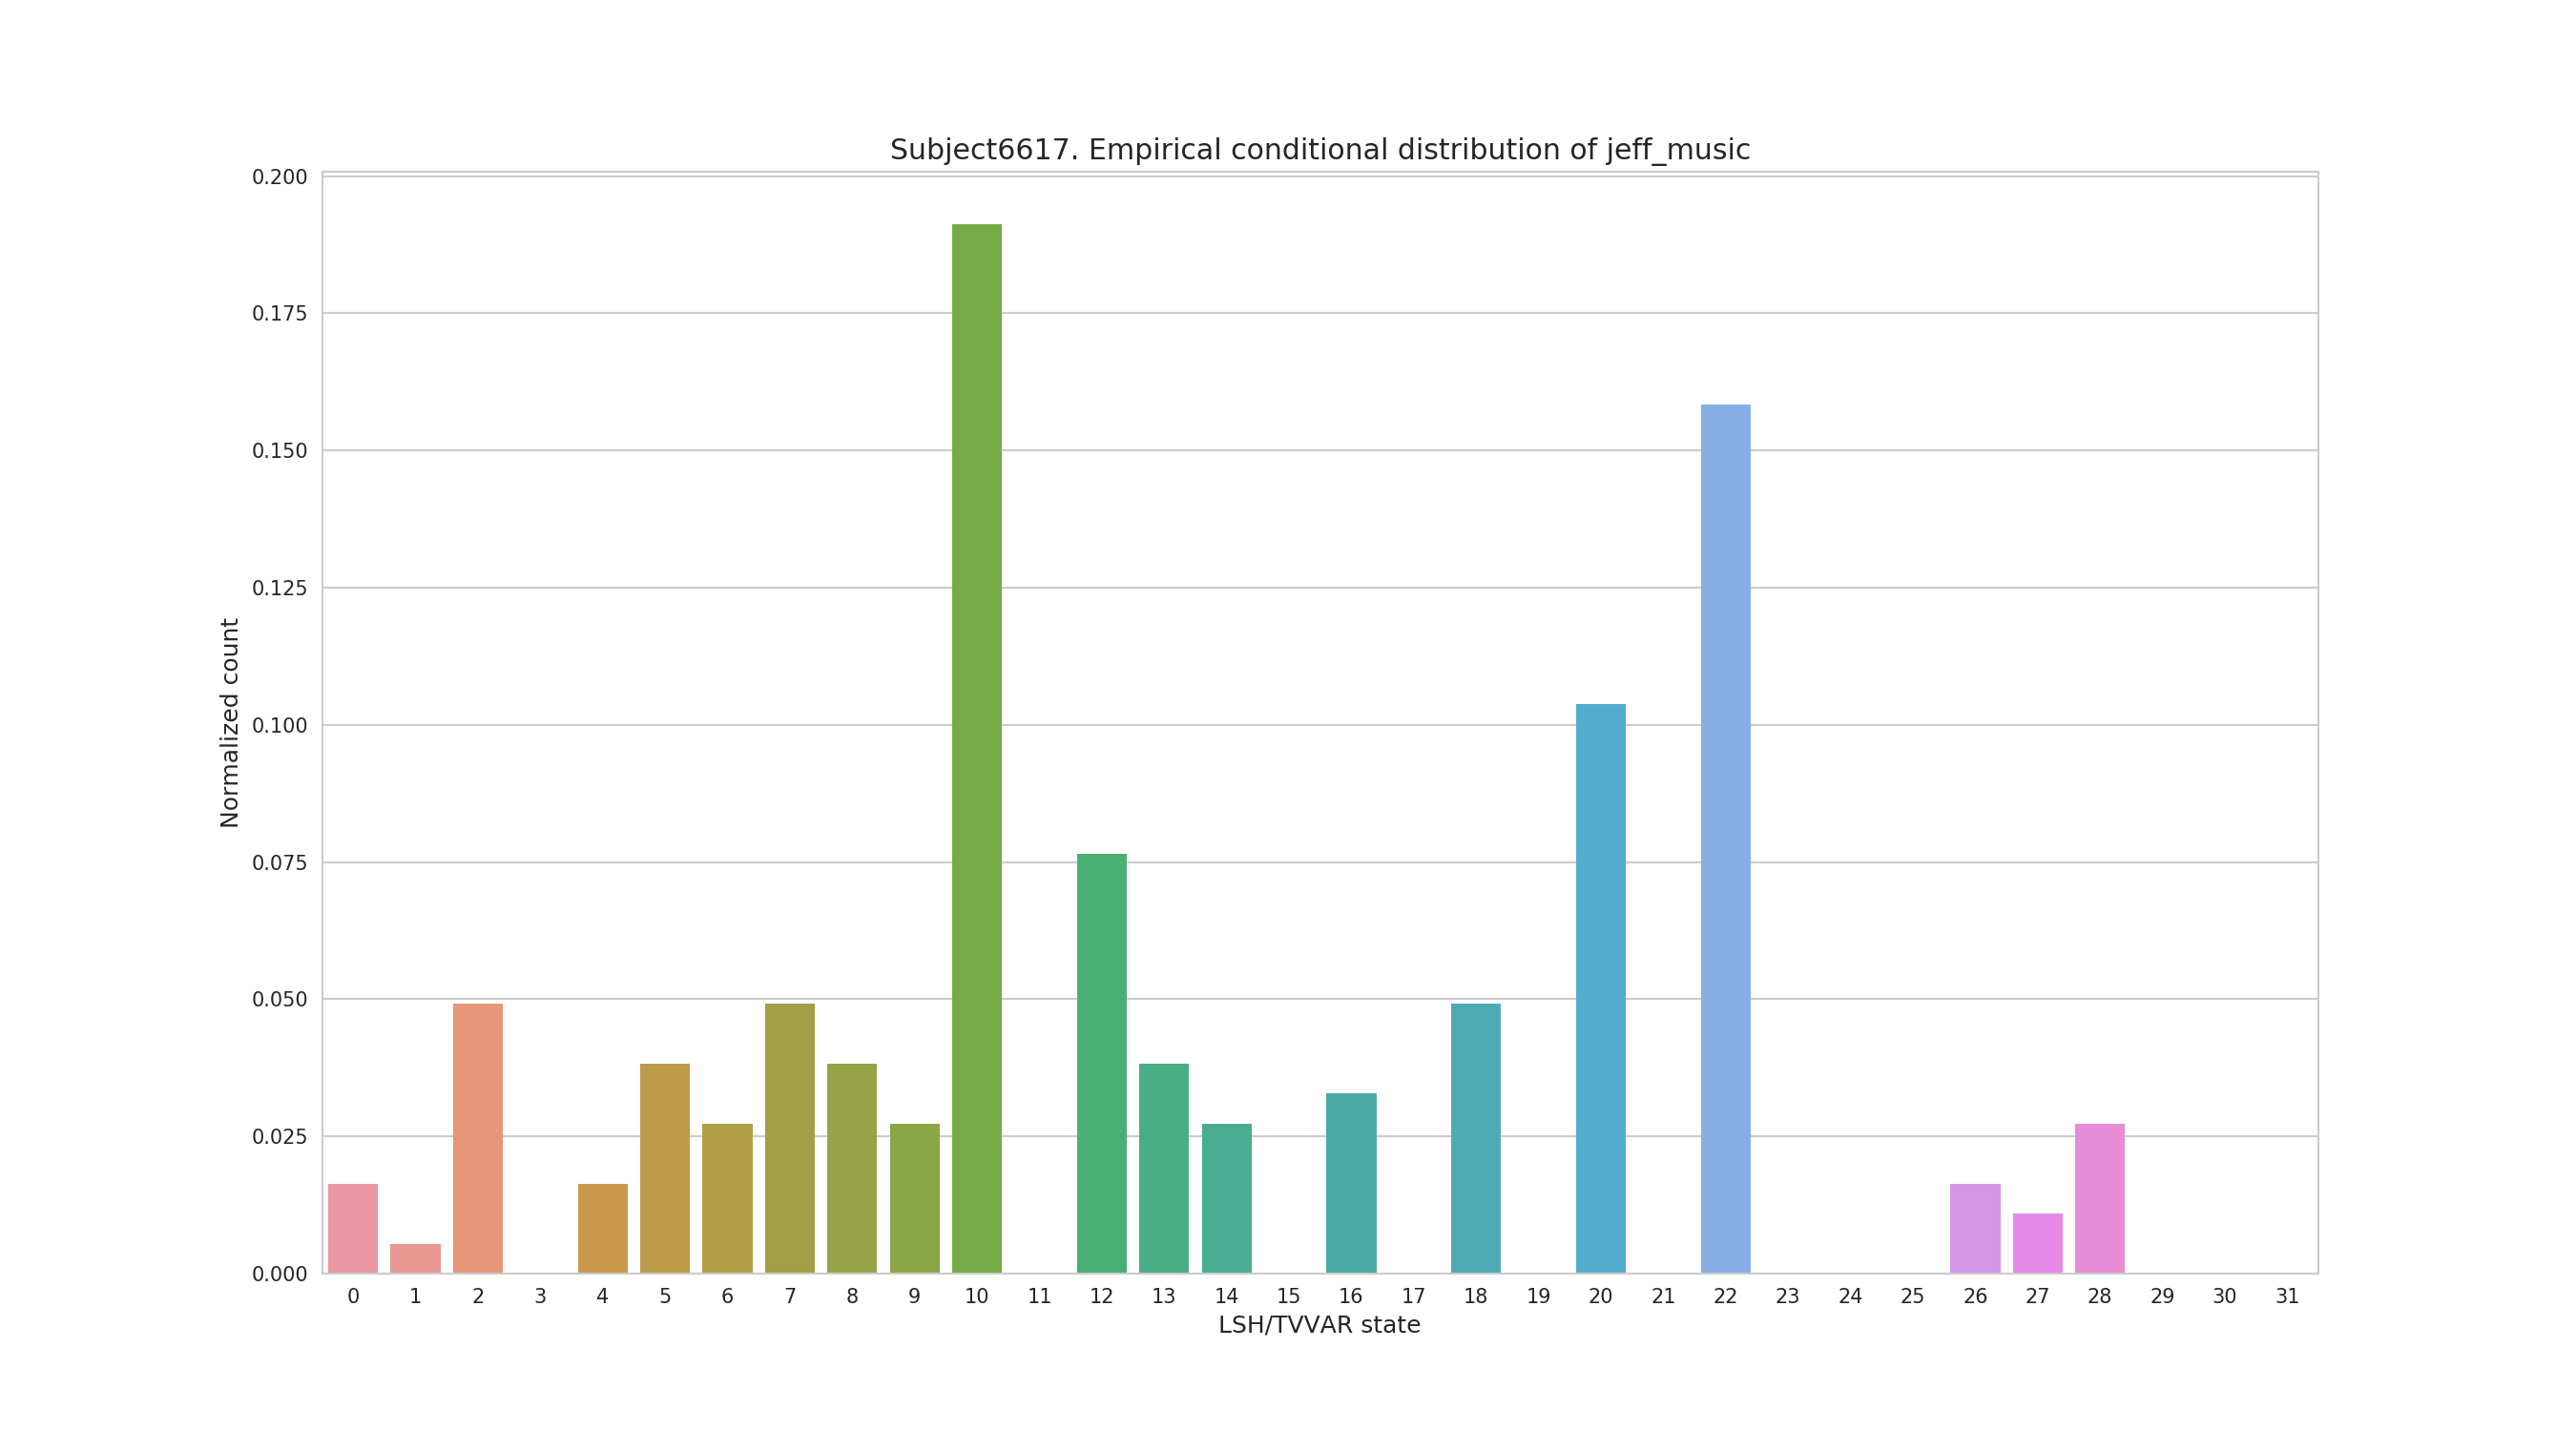 Subject6617. Empirical conditional distribution of jeff_music
0.200
0.175
0.150
0.125
0.100
0.075
0.050
0.025
0.000
Normalized count
0 1 2 3 4 5 6 7 8 9 10 11 12 13 14 15 16 17 18 19 20 21 22 23 24 25 26 27 28 29 30 31
LSH/TVVAR state